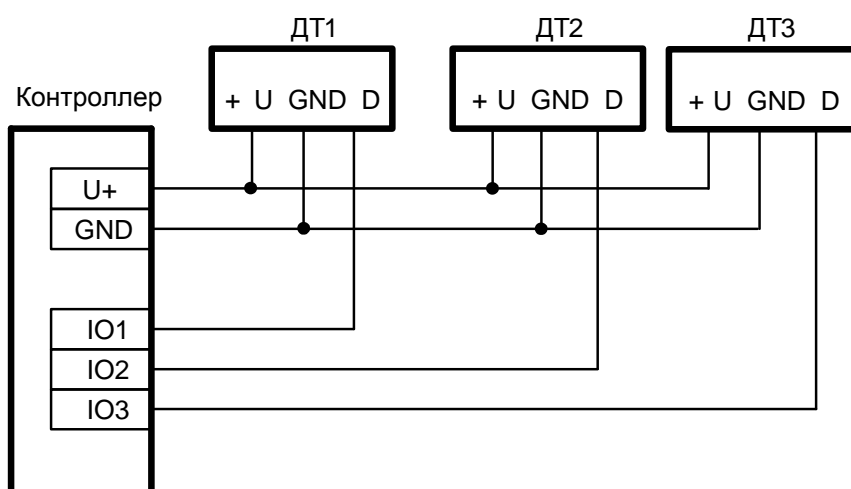 ДТ1 ДТ2 ДТ3
Контроллер
+ U GND D + U GND D + U GND D
U+
GND
IO1
IO2
IO3